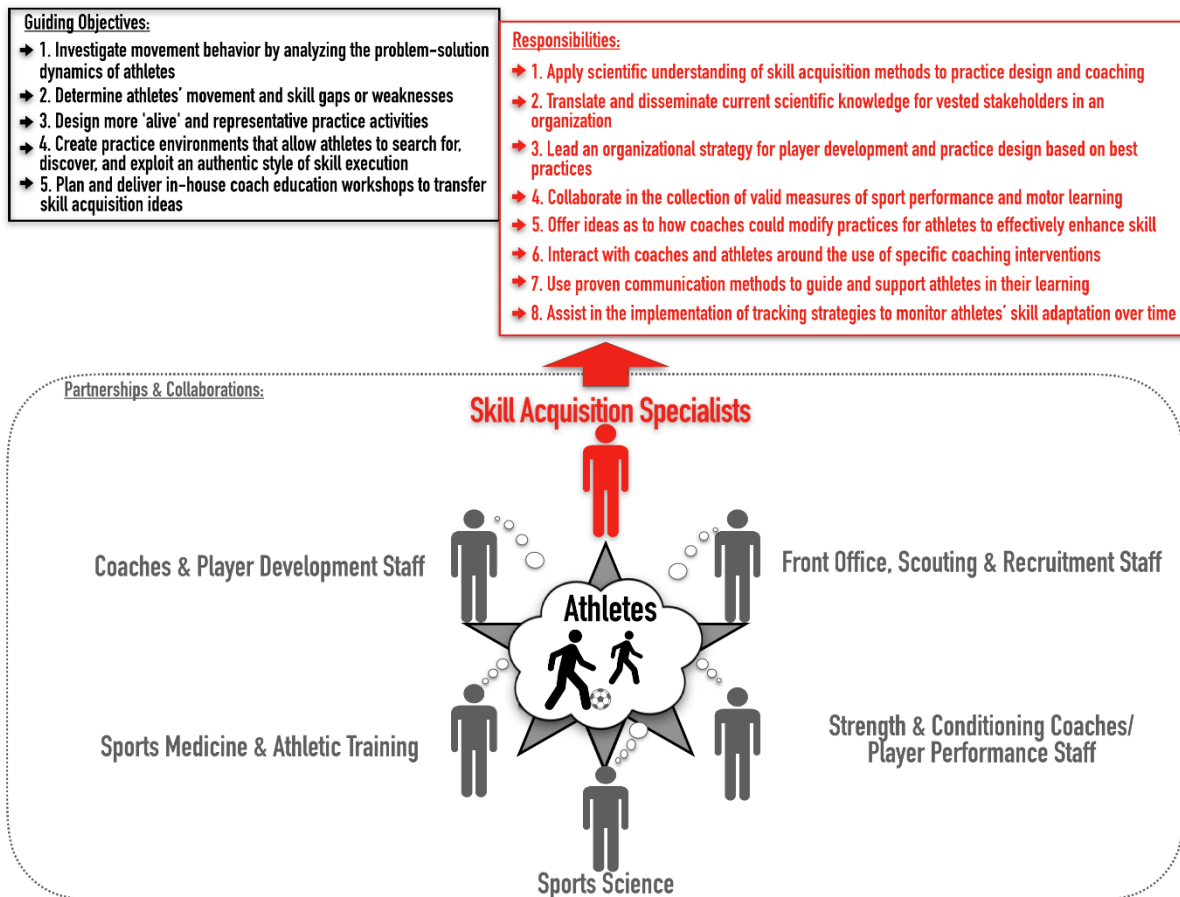 Guiding Objectives:
➔ 1. Investigate movement behavior by analyzing the problem-solution
dynamics of athletes
➔ 2. Determine athletes' movement and skill gaps or weaknesses
➔ 3. Design more 'alive' and representative practice activities
➔ 4. Create practice environments that allow athletes to search for,
discover, and exploit an authentic style of skill execution
➔ 5. Plan and deliver in-house coach education workshops to transfer
skill acquisition ideas
Responsibilities:
➔ 1. Apply scientific understanding of skill acquisition methods to practice design and coaching
➔ 2. Translate and disseminate current scientific knowledge for vested stakeholders in an
organization
➔ 3. Lead an organizational strategy for player development and practice design based on best
practices
➔ 4. Collaborate in the collection of valid measures of sport performance and motor learning
➔ 5. Offer ideas as to how coaches could modify practices for athletes to effectively enhance skill
➔ 6. Interact with coaches and athletes around the use of specific coaching interventions
➔ 7. Use proven communication methods to guide and support athletes in their learning
➔ 8. Assist in the implementation of tracking strategies to monitor athletes' skill adaptation over time
Partnerships & Collaborations:
Skill Acquisition Specialists
Coaches & Player Development Staff
Front Office, Scouting & Recruitment Staff
Athletes
Sports Medicine & Athletic Training
Strength & Conditioning Coaches/
Player Performance Staff
Sports Science